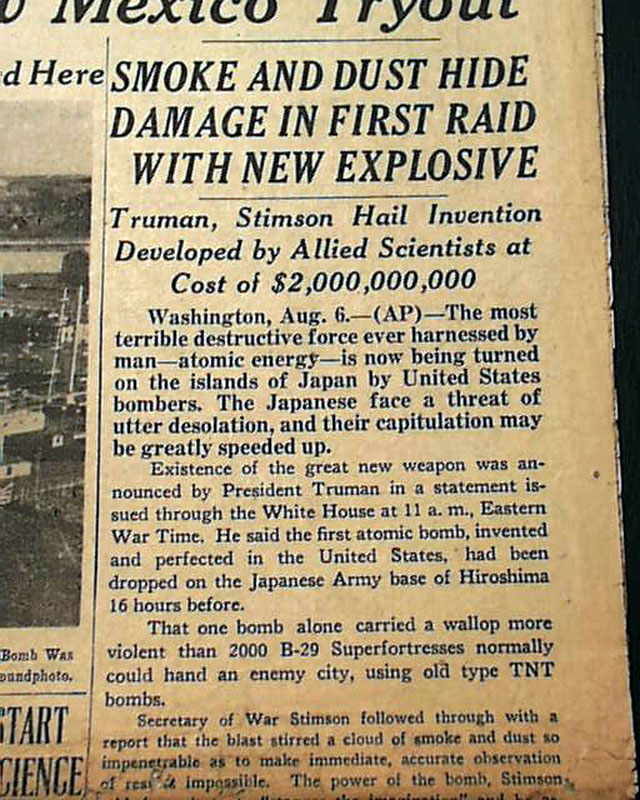 Mexico Tryout
d Here
SMOKE AND DUST HIDE
DAMAGE IN FIRST RAID
WITH NEW EXPLOSIVE
Truman, Stimson Hail Invention
Developed by Allied Scientists at
Cost of $2,000,000,000
Washington, Aug. 6.—(AP)—The most
terrible destructive force ever harnessed by
man—atomic energy—is now being turned
on the islands of Japan by United States
bombers. The Japanese face a threat of
utter desolation, and their capitulation may
be greatly speeded up.
Existence of the great new weapon was an-
nounced by President Truman in a statement is-
sued through the White House at 11 a. m., Eastern
War Time. He said the first atomic bomb, invented
and perfected in the United States, had been
dropped on the Japanese Army base of Hiroshima
16 hours before.
That one bomb alone carried a wallop more
violent than 2000 B-29 Superfortresses normally
could hand an enemy city, using old type TNT
bombs.
Secretary of War Stimson followed through with a
report that the blast stirred a cloud of smoke and dust so
impenetrable as to make immediate, accurate observation
of impossible. The power of the bomb, Stimson
Bomb Was
oundphoto.
START
CIENCE